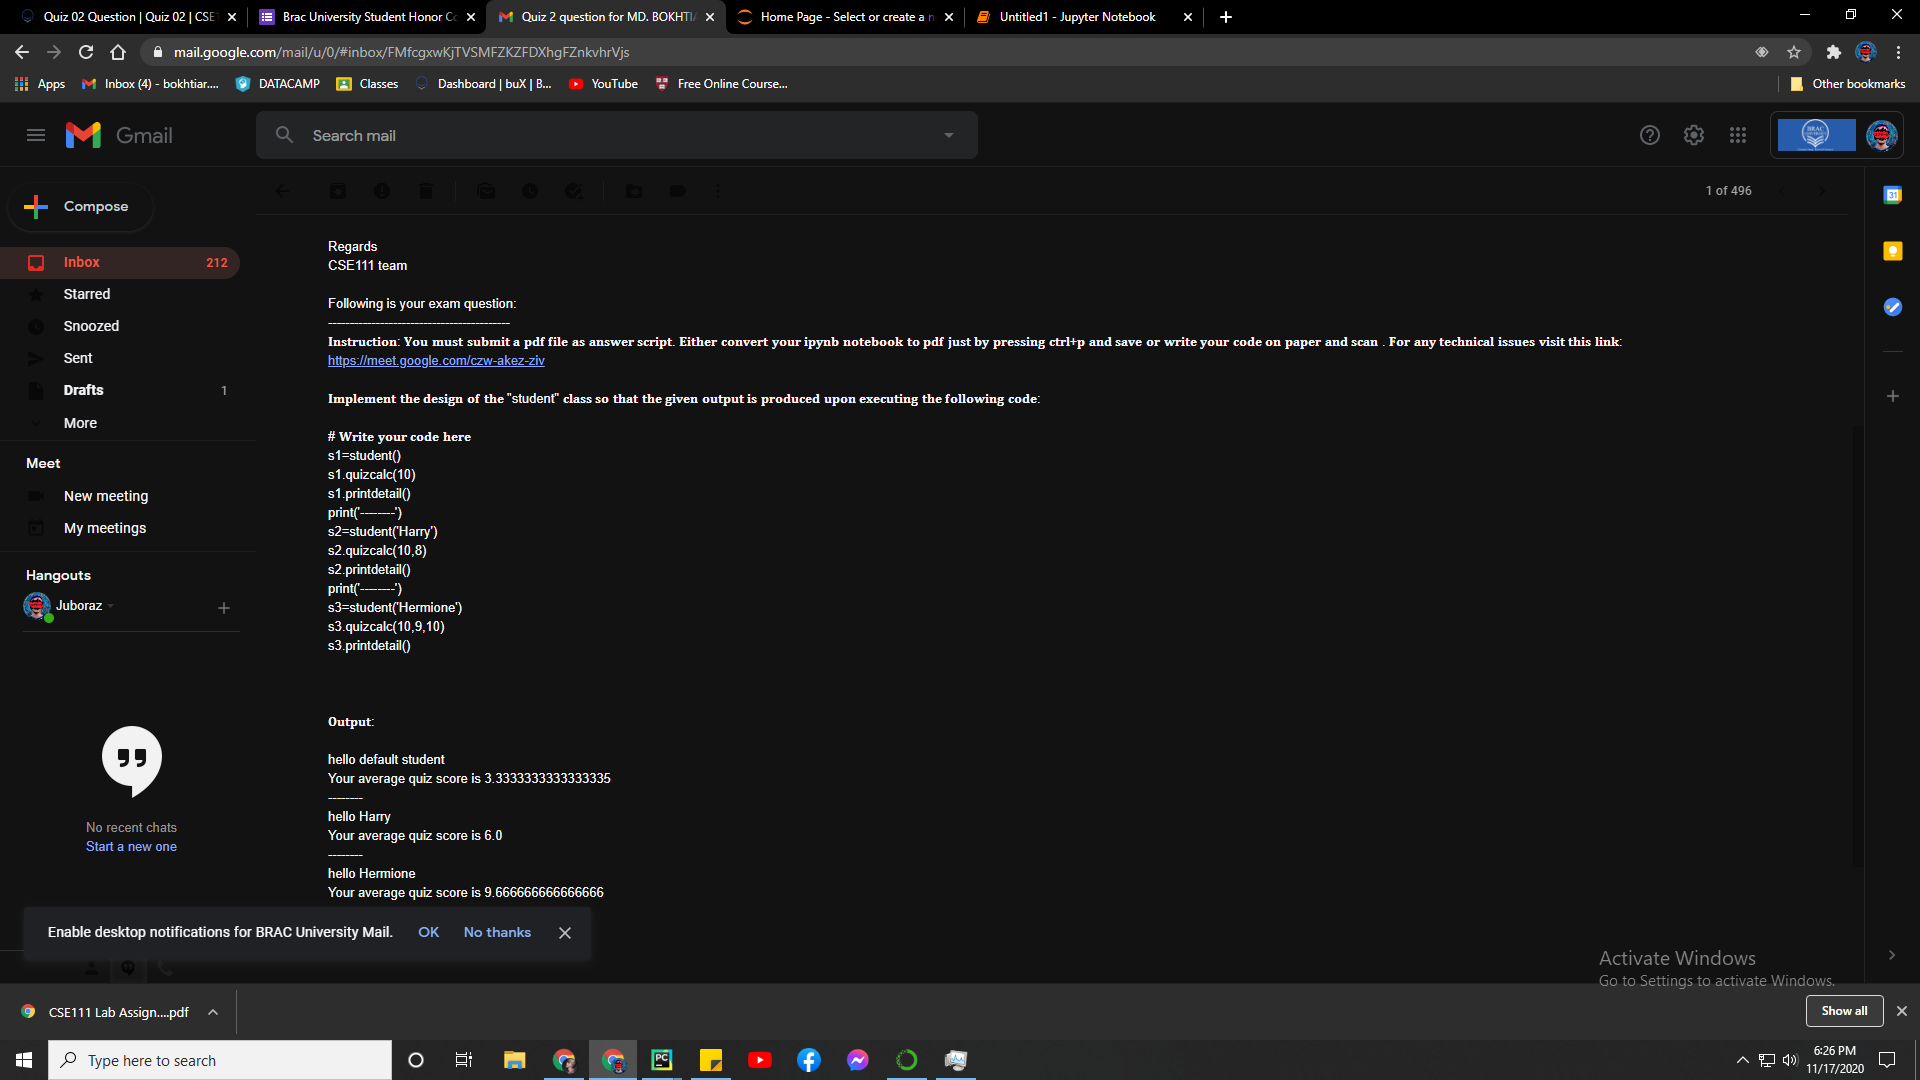 Quiz 02 Question | Quiz 02 | CSE
Brac University Student Honor Co
Quiz 2 question for MD. BOKHTIA
Home Page - Select or create a n
Untitled1 - Jupyter Notebook
mail.google.com/mail/u/0/#inbox/FMfcgxwKjTVSMFZKZFDXhgFZnkvhrVjs
Apps
Inbox (4) - bokhtiar....
DATACAMP
Classes
Dashboard | buX | B...
YouTube
Free Online Course...
Other bookmarks
Gmail
Search mail
BRAC
Compose
1 of 496
Inbox 212
Starred
Snoozed
Sent
Drafts 1
More
Meet
New meeting
My meetings
Hangouts
Juboraz
No recent chats
Start a new one
Regards
CSE111 team
Following is your exam question:
------------------------------------------
Instruction: You must submit a pdf file as answer script. Either convert your ipynb notebook to pdf just by pressing ctrl+p and save or write your code on paper and scan . For any technical issues visit this link:
https://meet.google.com/czw-akez-ziv
Implement the design of the "student" class so that the given output is produced upon executing the following code:
# Write your code here
s1=student()
s1.quizcalc(10)
s1.printdetail()
print('--------')
s2=student('Harry')
s2.quizcalc(10,8)
s2.printdetail()
print('--------')
s3=student('Hermione')
s3.quizcalc(10,9,10)
s3.printdetail()
Output:
hello default student
Your average quiz score is 3.3333333333333335
--------
hello Harry
Your average quiz score is 6.0
--------
hello Hermione
Your average quiz score is 9.666666666666666
Enable desktop notifications for BRAC University Mail. OK No thanks
Activate Windows
Go to Settings to activate Windows.
CSE111 Lab Assign....pdf
Show all
Type here to search
6:26 PM
11/17/2020